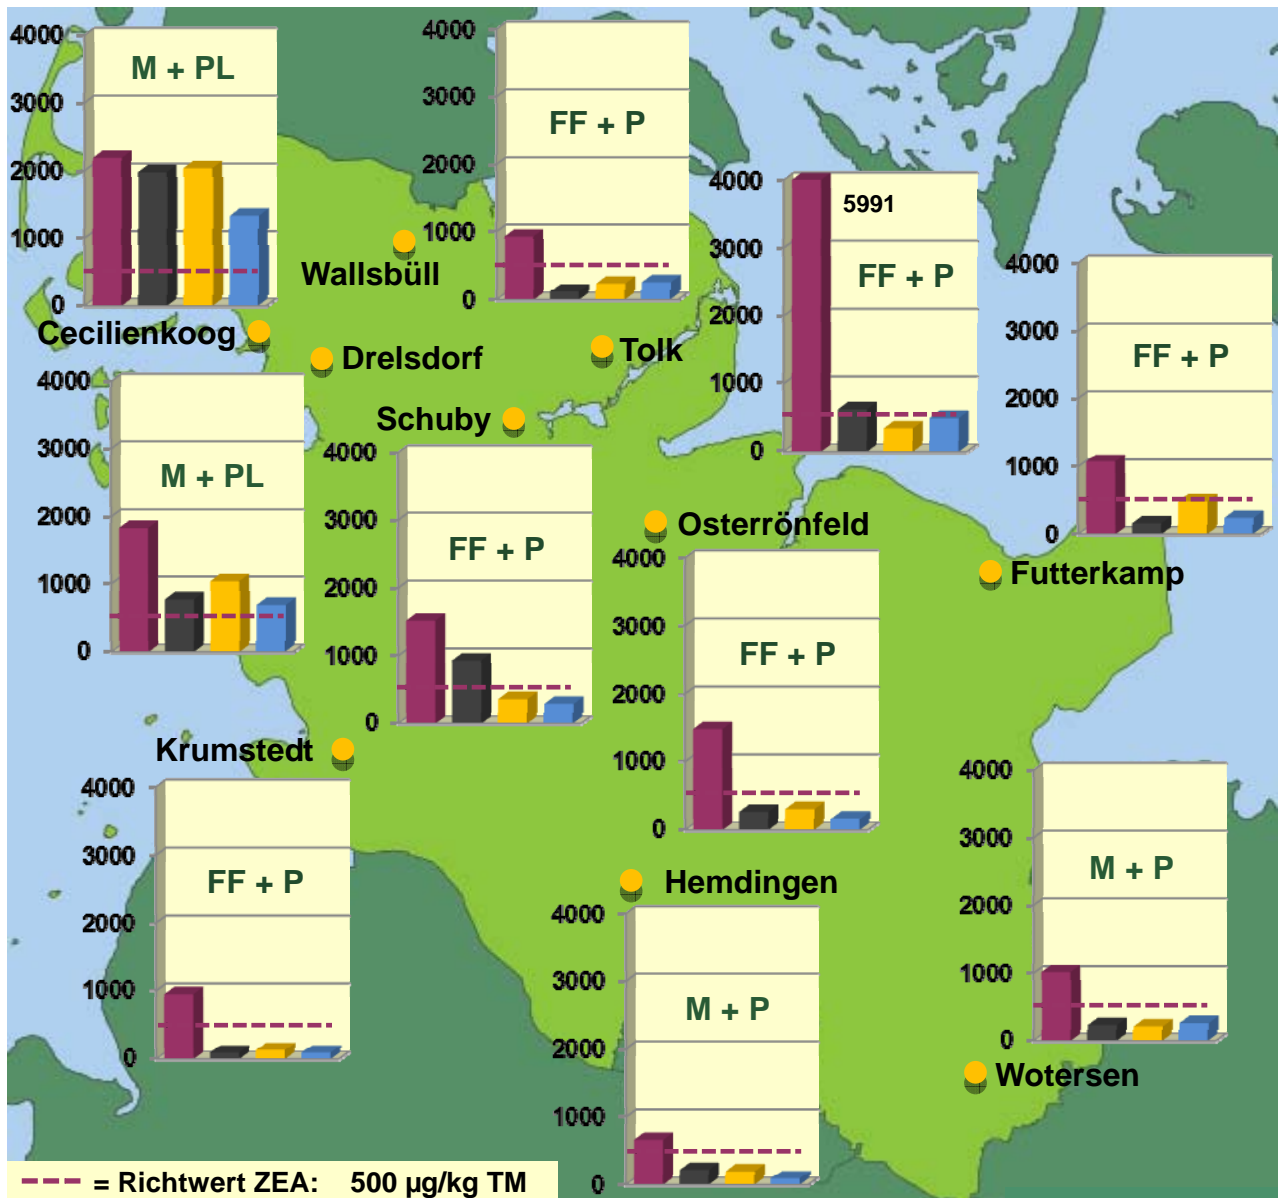 4000
3000
2000
1000
0
M + PL
4000
3000
2000
1000
0
FF + P
4000
3000
2000
1000
0
5991
FF + P
4000
3000
2000
1000
0
FF + P
Wallsbüll
Cecilienkoog
Drelsdorf
Tolk
Schuby
4000
3000
2000
1000
0
M + PL
4000
3000
2000
1000
0
FF + P
Osterrönfeld
Futterkamp
4000
3000
2000
1000
0
FF + P
Krumstedt
4000
3000
2000
1000
0
FF + P
Hemdingen
4000
3000
2000
1000
0
M + P
4000
3000
2000
1000
0
M + P
Wotersen
= Richtwert ZEA: 500 µg/kg TM